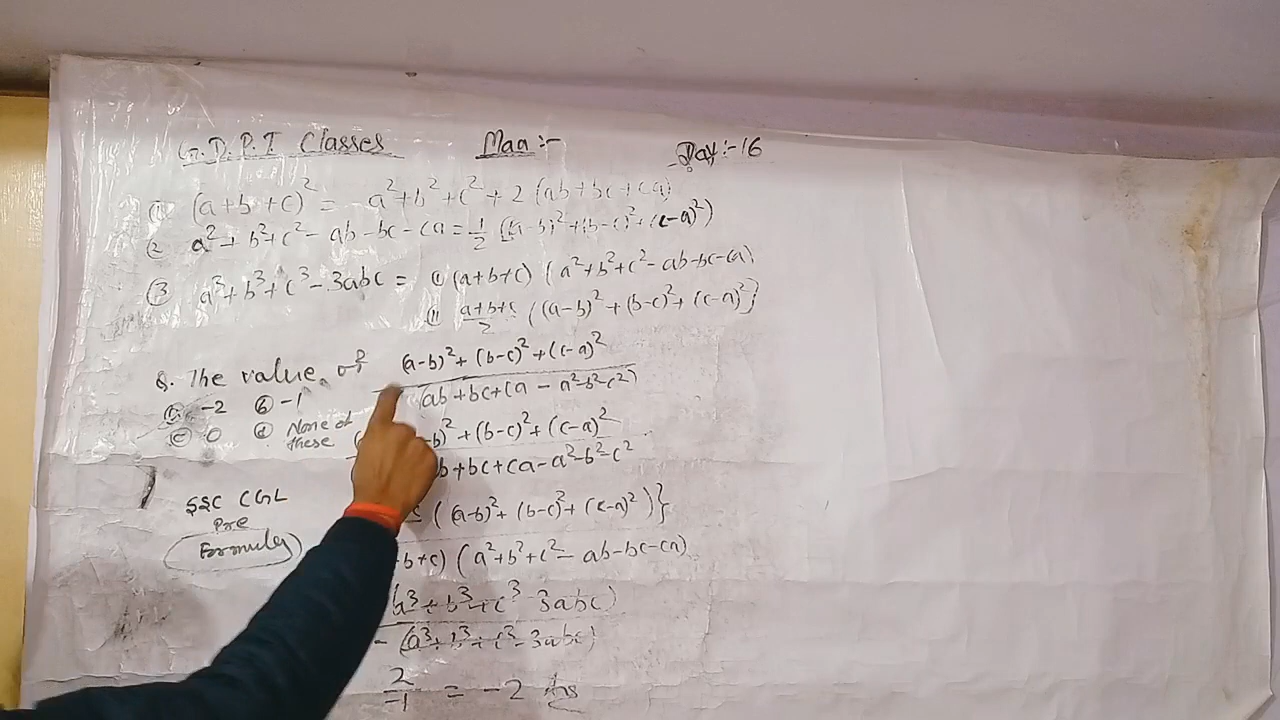 G.D.P.I Classes Maa:- Day:-16
① (a+b+c)² = a²+b²+c²+2(ab+bc+ca)
② a²+b²+c²-ab-bc-ca = 1/2 ((a-b)²+(b-c)²+(c-a)²)
③ a³+b³+c³-3abc = (i) (a+b+c) (a²+b²+c²-ab-bc-ca)
(ii) a+b+c/2 ((a-b)²+(b-c)²+(c-a)²}
Q. The value of (a-b)²+(b-c)²+(c-a)²
(ab+bc+ca-a²-b²-c²)
ⓐ -2 ⓑ -1
ⓒ 0 ⓓ None of
these
b)²+(b-c)²+(c-a)²
b+bc+ca-a²-b²-c²
SSC CGL
Pre
Formula
((a-b)²+(b-c)²+(c-a)²)}
+b+c) (a²+b²+c²-ab-bc-ca)
(a³+b³+c³-3abc)
-(a³+b³+c³-3abc)
2/-1 = -2 Ans